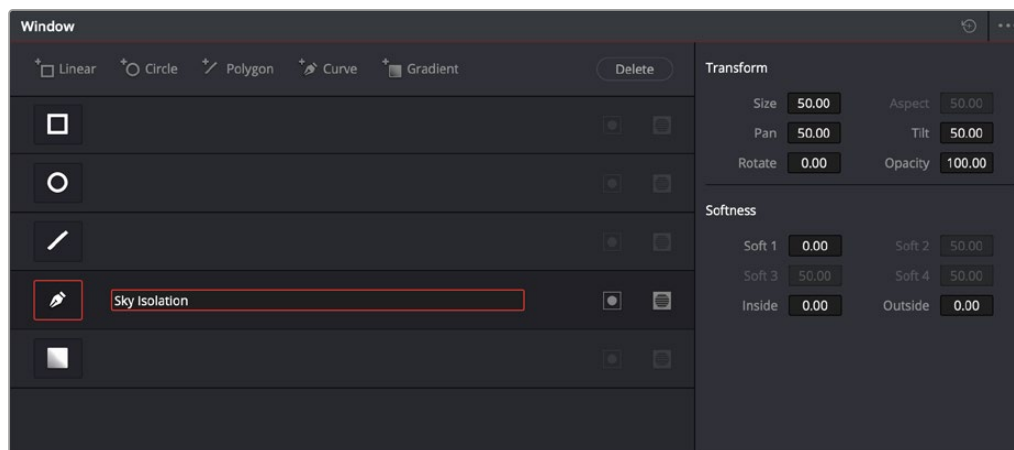 Window
Linear Circle Polygon Curve Gradient Delete
Sky Isolation
Transform
Size 50.00 Aspect 50.00
Pan 50.00 Tilt 50.00
Rotate 0.00 Opacity 100.00
Softness
Soft 1 0.00 Soft 2 50.00
Soft 3 50.00 Soft 4 50.00
Inside 0.00 Outside 0.00